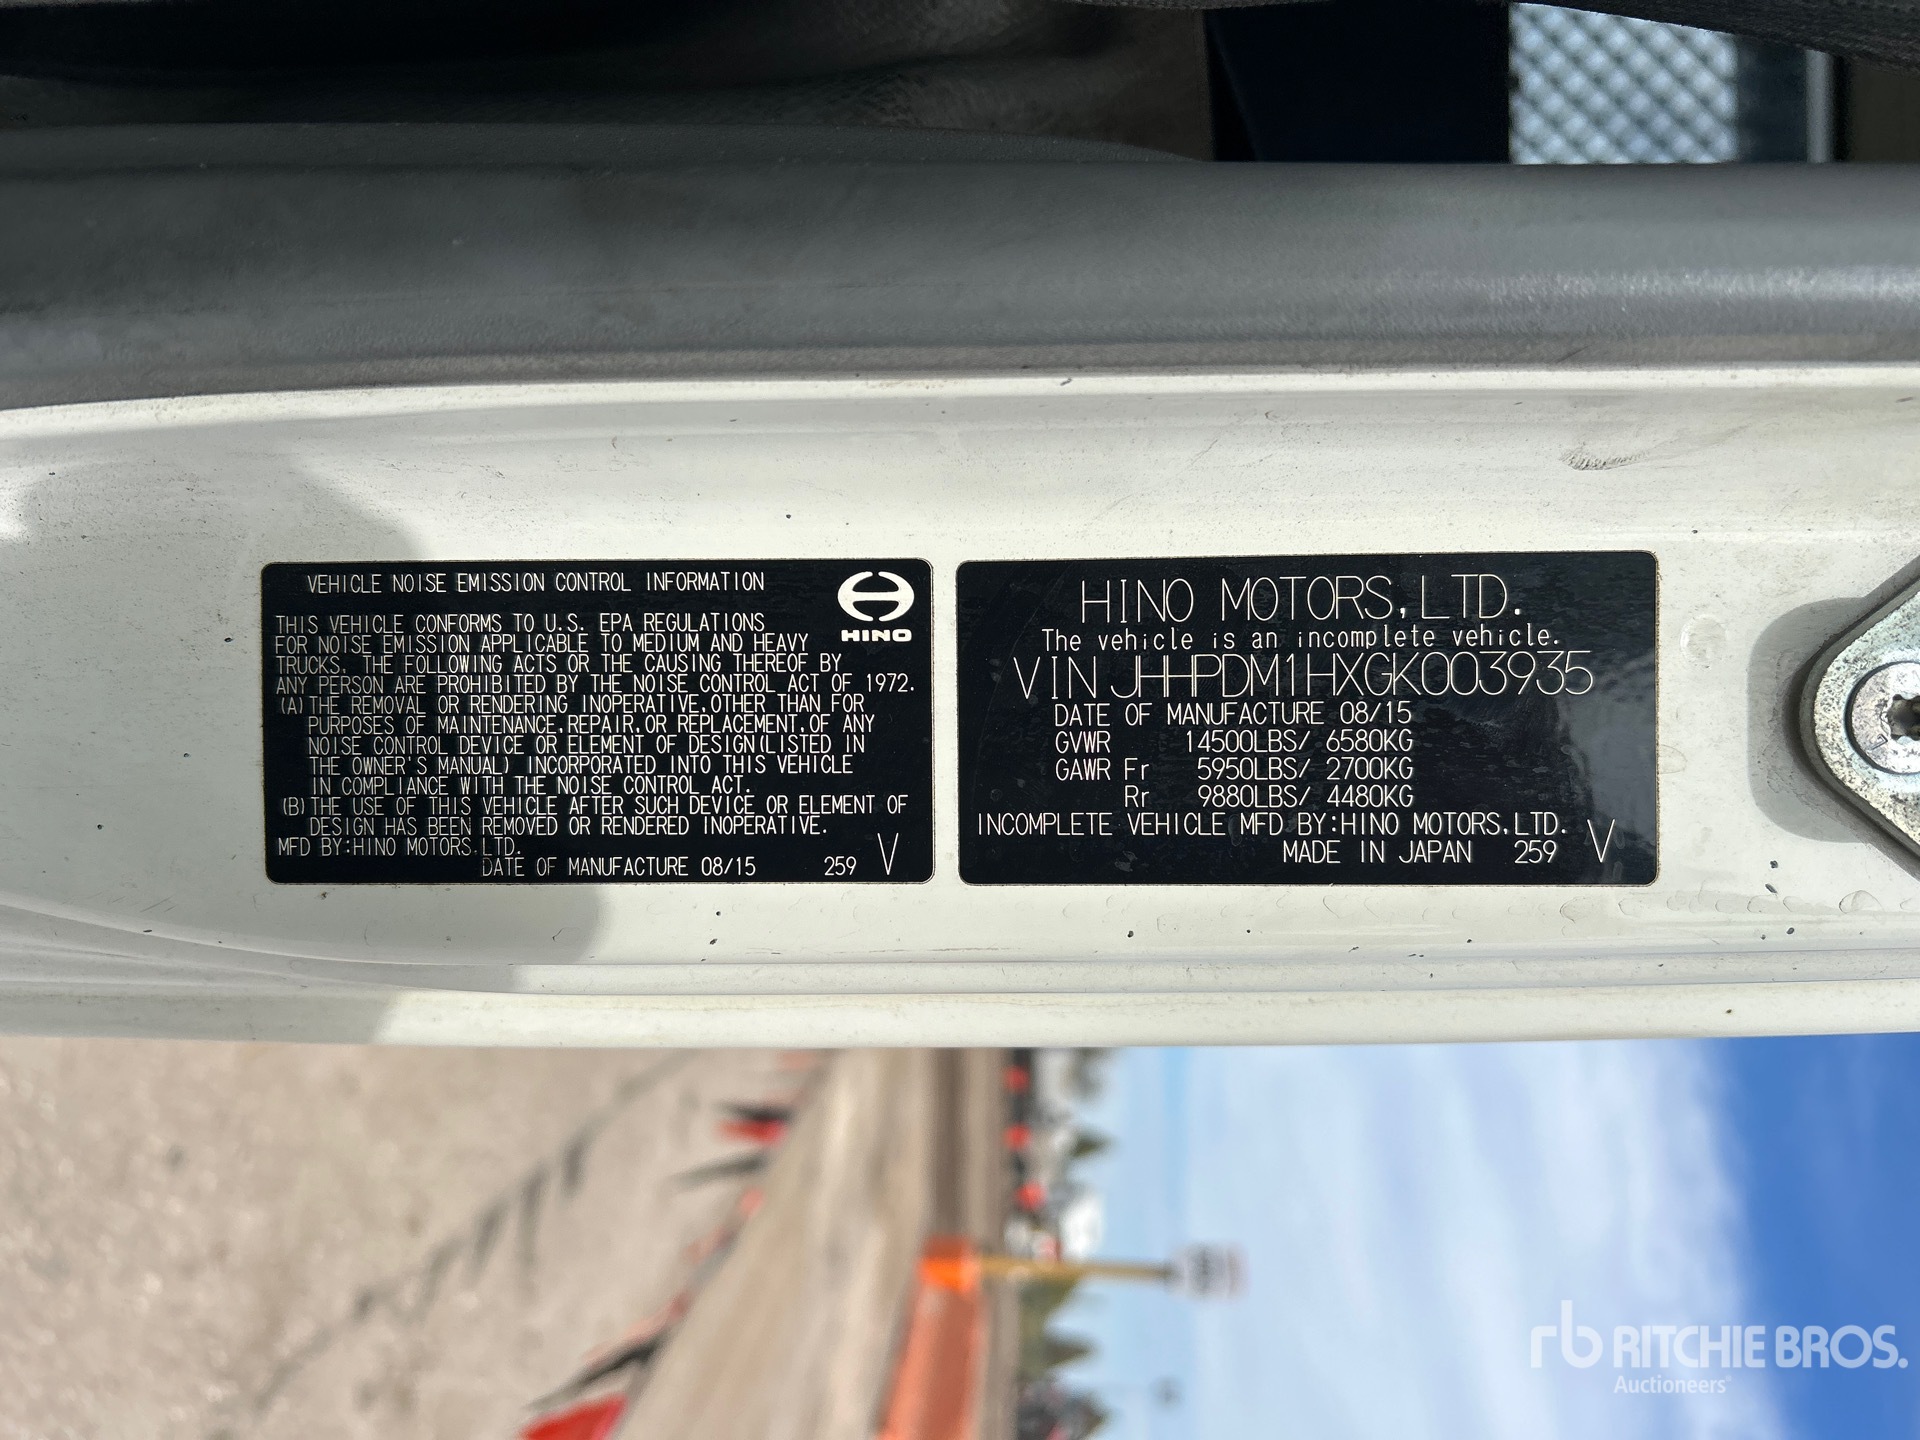 VEHICLE NOISE EMISSION CONTROL INFORMATION
HINO
THIS VEHICLE CONFORMS TO U.S. EPA REGULATIONS
FOR NOISE EMISSION APPLICABLE TO MEDIUM AND HEAVY
TRUCKS. THE FOLLOWING ACTS OR THE CAUSING THEREOF BY
ANY PERSON ARE PROHIBITED BY THE NOISE CONTROL ACT OF 1972.
(A) THE REMOVAL OR RENDERING INOPERATIVE, OTHER THAN FOR
PURPOSES OF MAINTENANCE, REPAIR, OR REPLACEMENT, OF ANY
NOISE CONTROL DEVICE OR ELEMENT OF DESIGN (LISTED IN
THE OWNER'S MANUAL) INCORPORATED INTO THIS VEHICLE
IN COMPLIANCE WITH THE NOISE CONTROL ACT.
(B) THE USE OF THIS VEHICLE AFTER SUCH DEVICE OR ELEMENT OF
DESIGN HAS BEEN REMOVED OR RENDERED INOPERATIVE.
MFD BY:HINO MOTORS, LTD.
DATE OF MANUFACTURE 08/15 259 V
HINO MOTORS, LTD.
The vehicle is an incomplete vehicle.
VIN JHHPDM1HXGK003935
DATE OF MANUFACTURE 08/15
GVWR 14500LBS/ 6580KG
GAWR Fr 5950LBS/ 2700KG
Rr 9880LBS/ 4480KG
INCOMPLETE VEHICLE MFD BY:HINO MOTORS, LTD.
MADE IN JAPAN 259 V
rb RITCHIE BROS.
Auctioneers